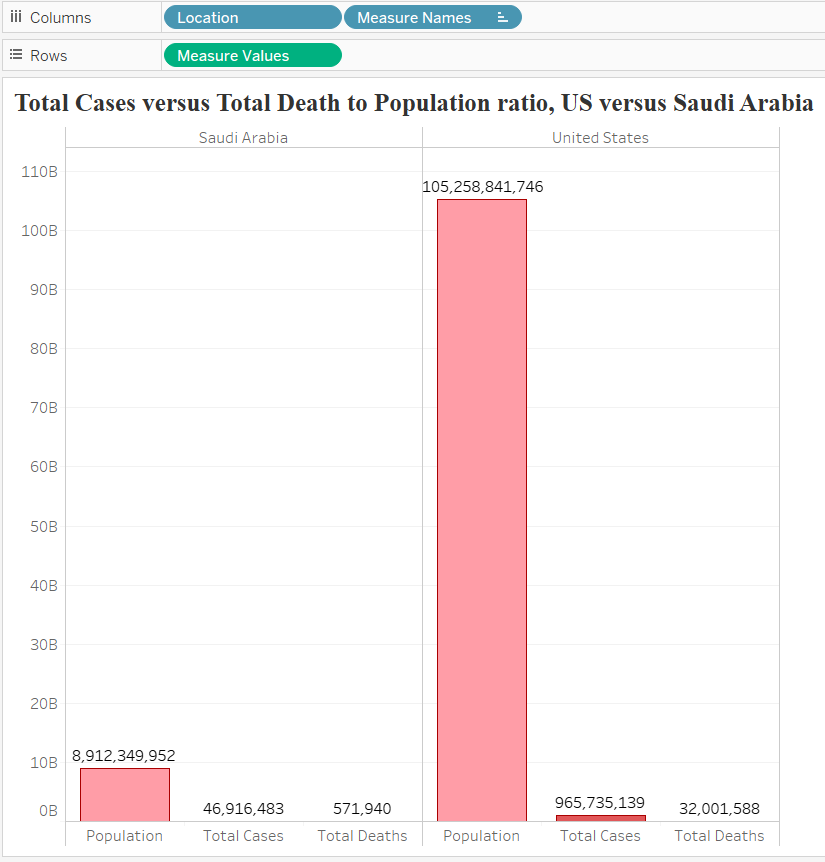 Columns Location Measure Names
Rows Measure Values
Total Cases versus Total Death to Population ratio, US versus Saudi Arabia
Saudi Arabia United States
110B
105,258,841,746
100B
90B
80B
70B
60B
50B
40B
30B
20B
8,912,349,952
10B
0B 46,916,483 571,940 965,735,139 32,001,588
Population Total Cases Total Deaths Population Total Cases Total Deaths